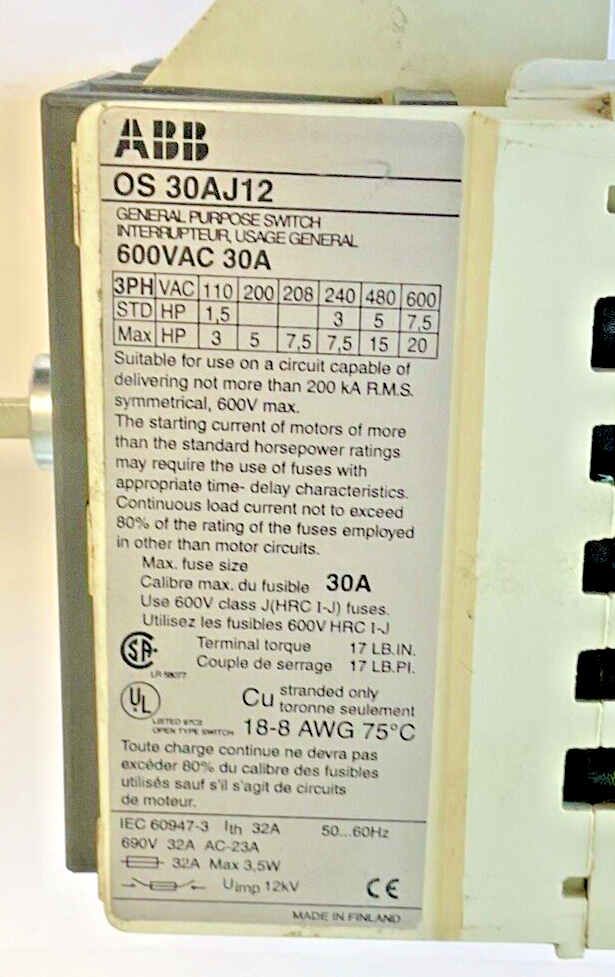 ABB
OS 30AJ12
GENERAL PURPOSE SWITCH
INTERRUPTEUR, USAGE GENERAL
600VAC 30A
3PH VAC 110 200 208 240 480 600
STD HP 1,5 3 5 7,5
Max HP 3 5 7,5 7,5 15 20
Suitable for use on a circuit capable of
delivering not more than 200 kA R.M.S.
symmetrical, 600V max.
The starting current of motors of more
than the standard horsepower ratings
may require the use of fuses with
appropriate time- delay characteristics.
Continuous load current not to exceed
80% of the rating of the fuses employed
in other than motor circuits.
Max. fuse size
Calibre max. du fusible 30A
Use 600V class J(HRC I-J) fuses.
Utilisez les fusibles 600V HRC I-J
SA Terminal torque 17 LB.IN.
Couple de serrage 17 LB.PI.
LR 58077
UL Cu stranded only
toronne seulement
LISTED
OPEN TYPE SWITCH 18-8 AWG 75°C
Toute charge continue ne devra pas
excéder 80% du calibre des fusibles
utilisés sauf s'il s'agit de circuits
de moteur.
IEC 60947-3 Ith 32A 50...60Hz
690V 32A AC-23A
32A Max 3,5W
Uimp 12kV CE
MADE IN FINLAND